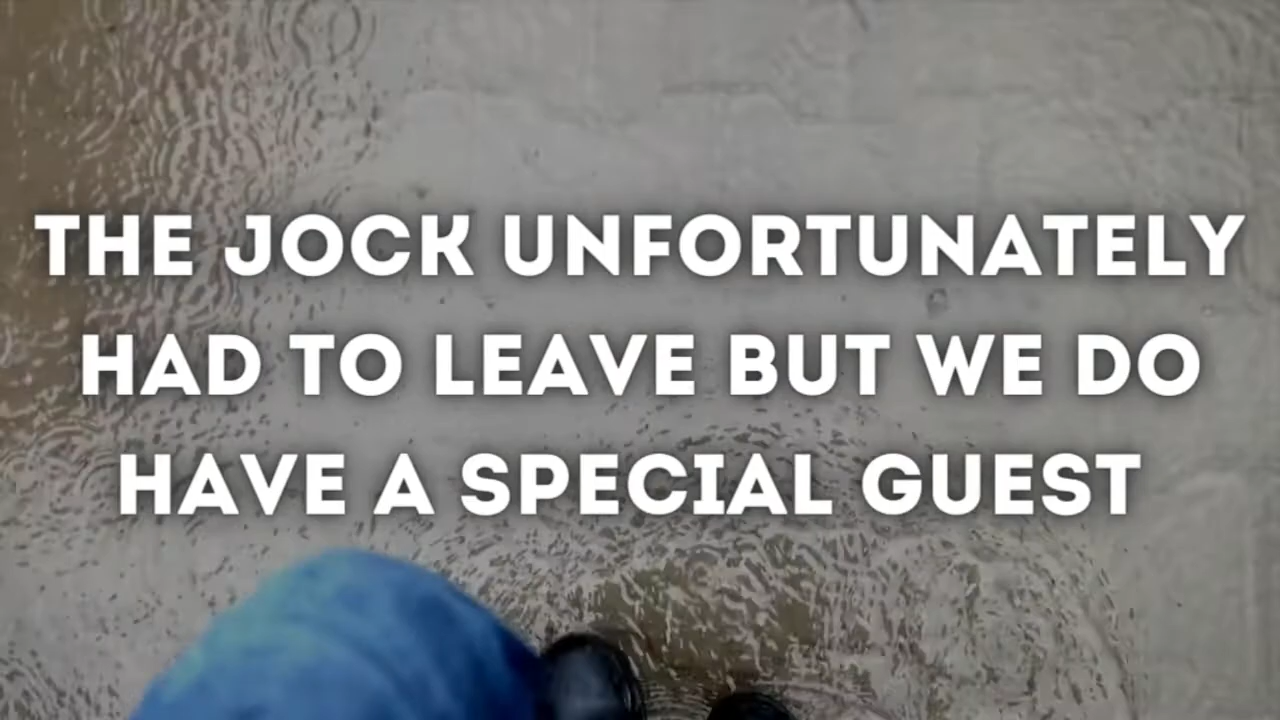 THE JOCK UNFORTUNATELY
HAD TO LEAVE BUT WE DO
HAVE A SPECIAL GUEST